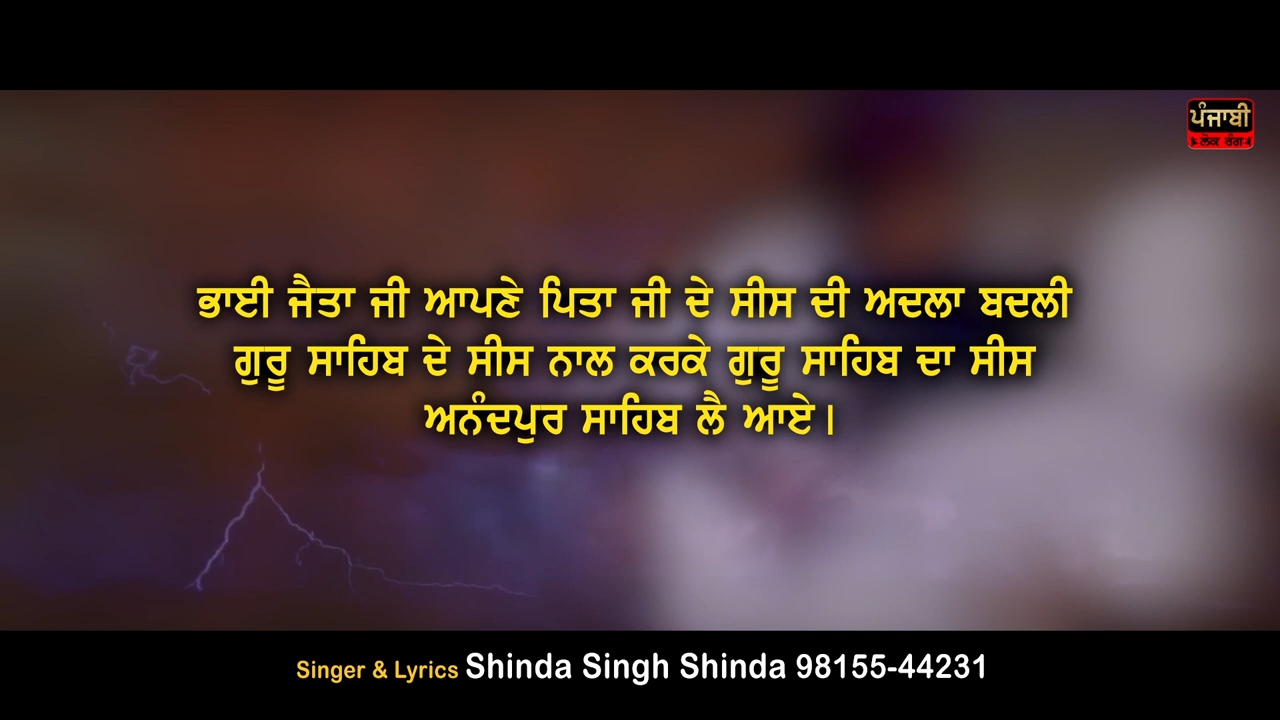 ਪੰਜਾਬੀ
ਲੋਕ ਰੰਗ
ਭਾਈ ਜੈਤਾ ਜੀ ਆਪਣੇ ਪਿਤਾ ਜੀ ਦੇ ਸੀਸ ਦੀ ਅਦਲਾ ਬਦਲੀ
ਗੁਰੂ ਸਾਹਿਬ ਦੇ ਸੀਸ ਨਾਲ ਕਰਕੇ ਗੁਰੂ ਸਾਹਿਬ ਦਾ ਸੀਸ
ਅਨੰਦਪੁਰ ਸਾਹਿਬ ਲੈ ਆਏ।
Singer & Lyrics Shinda Singh Shinda 98155-44231